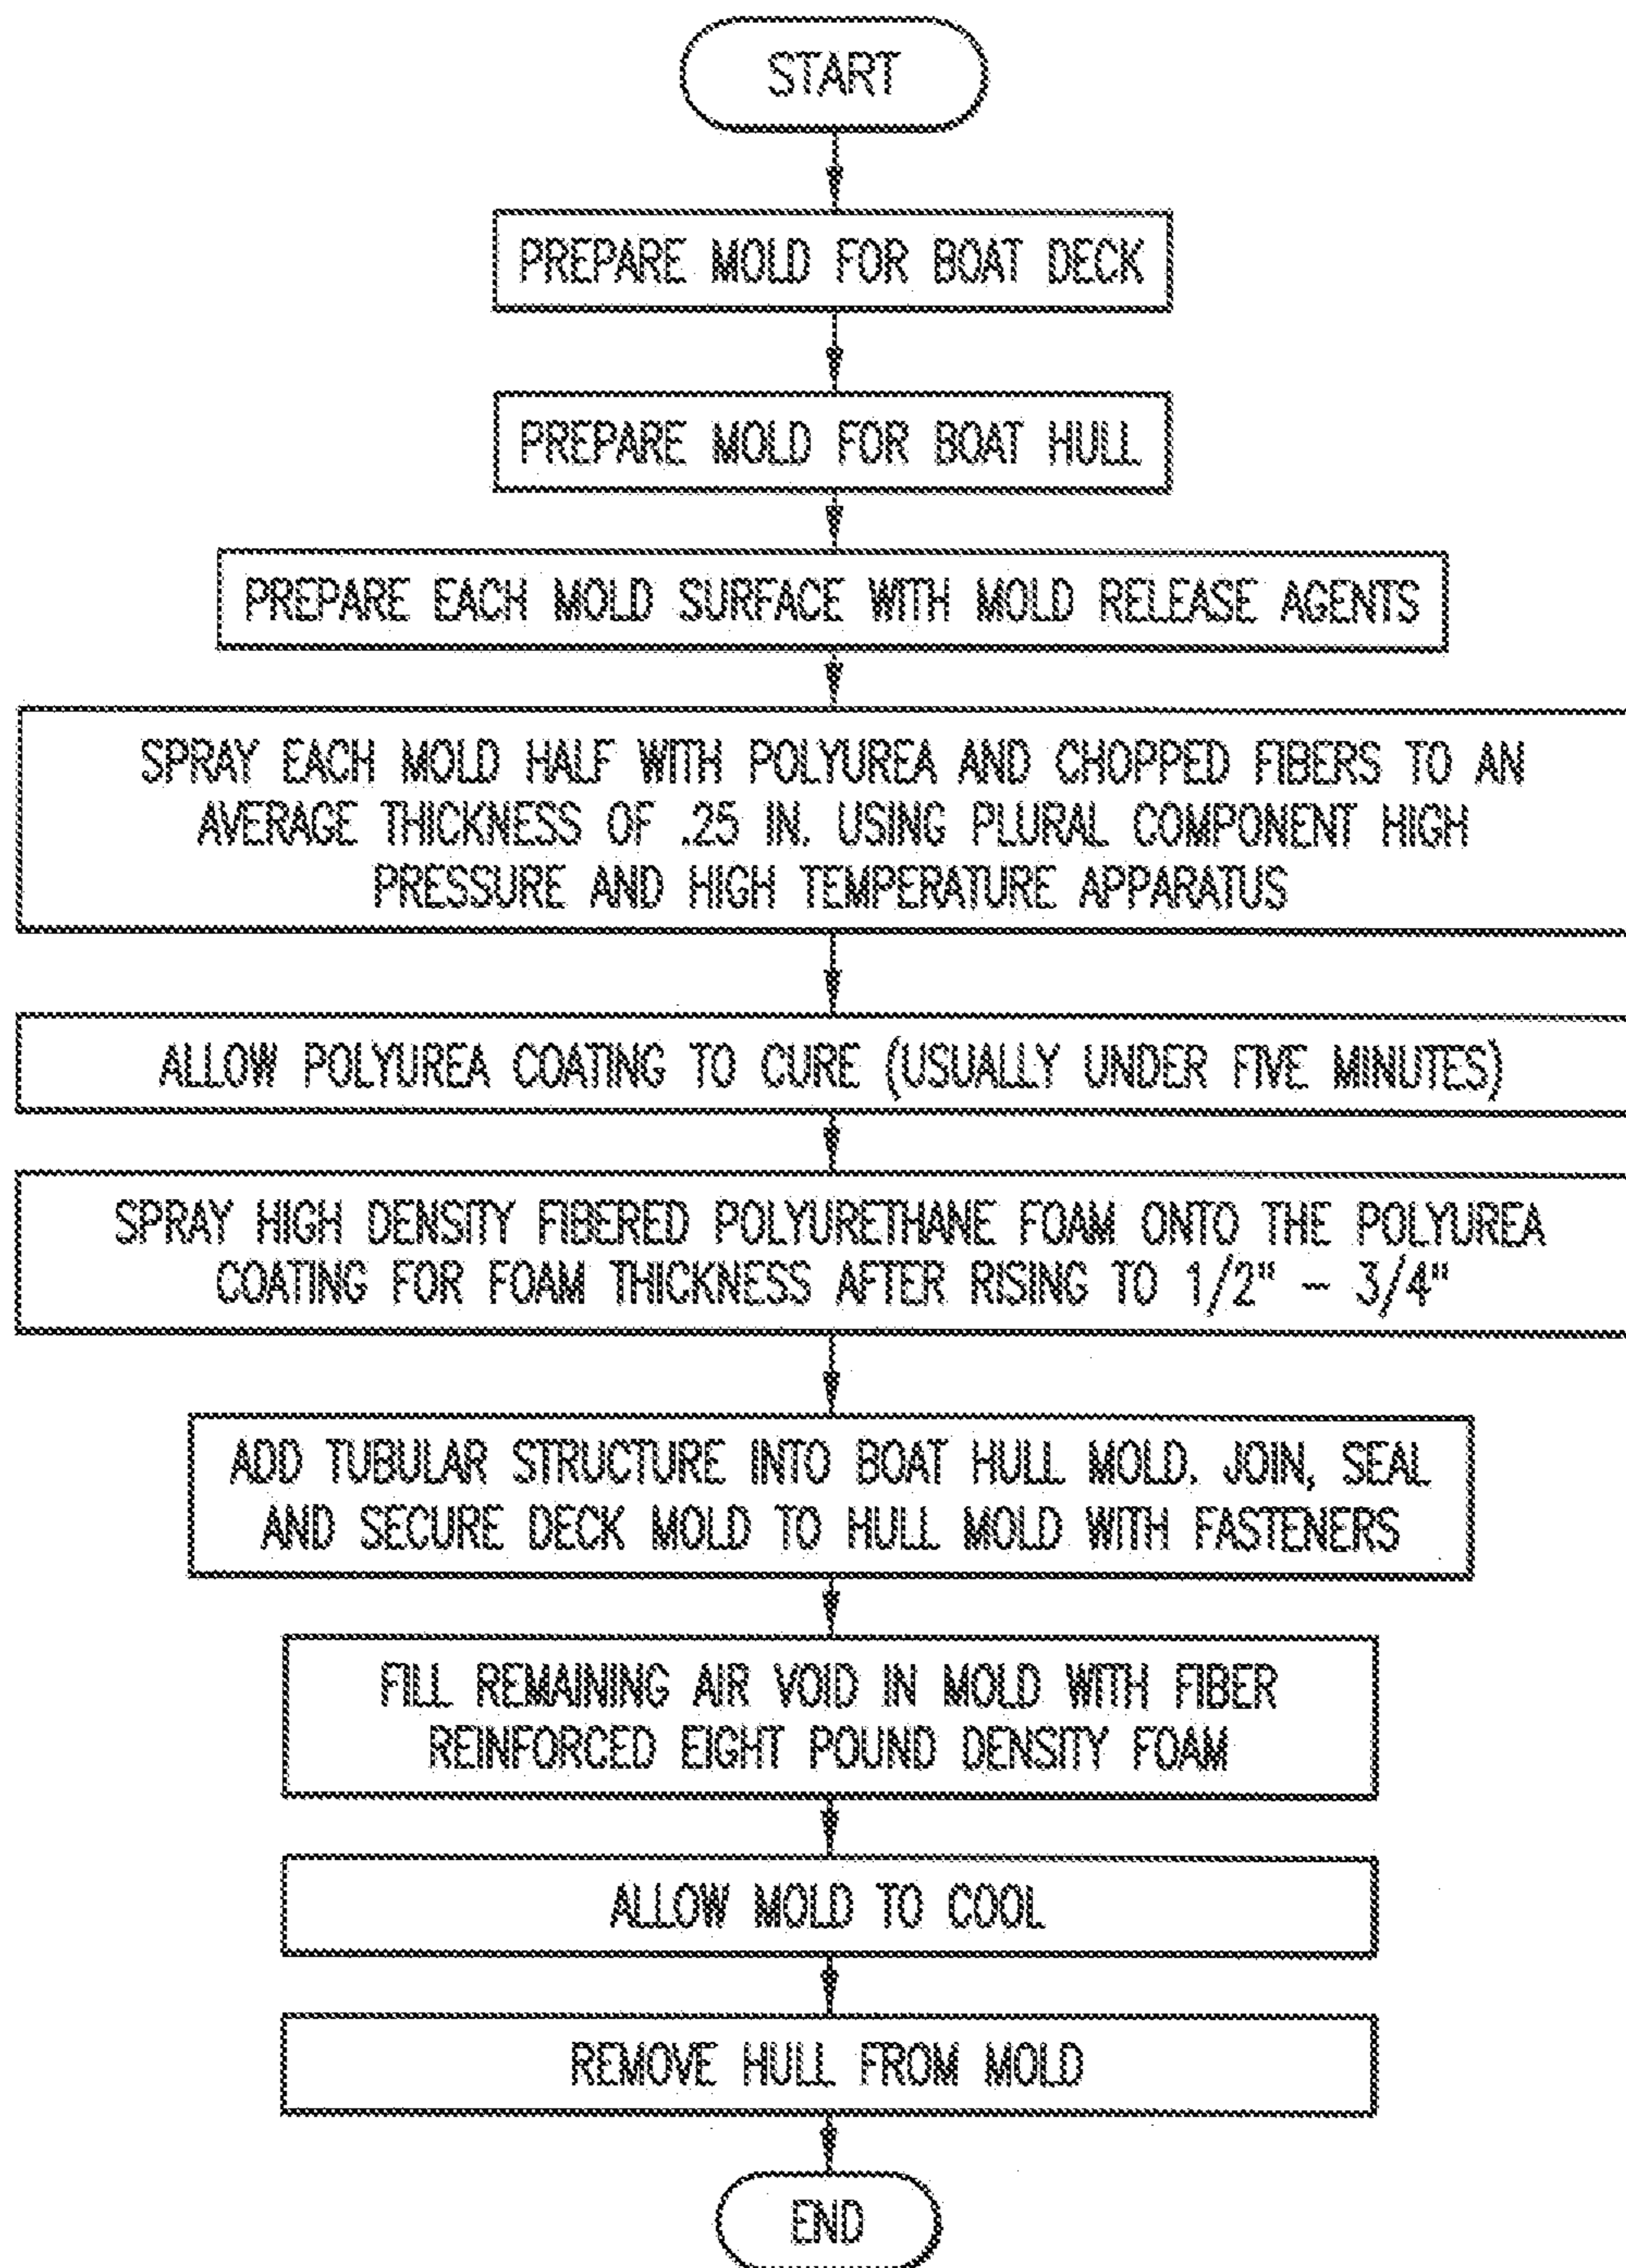 START
PREPARE MOLD FOR BOAT DECK
PREPARE MOLD FOR BOAT HULL
PREPARE EACH MOLD SURFACE WITH MOLD RELEASE AGENTS
SPRAY EACH MOLD HALF WITH POLYUREA AND CHOPPED FIBERS TO AN
AVERAGE THICKNESS OF .25 IN. USING PLURAL COMPONENT HIGH
PRESSURE AND HIGH TEMPERATURE APPARATUS
ALLOW POLYUREA COATING TO CURE (USUALLY UNDER FIVE MINUTES)
SPRAY HIGH DENSITY FIBERED POLYURETHANE FOAM ONTO THE POLYUREA
COATING FOR FOAM THICKNESS AFTER RISING TO 1/2" – 3/4"
ADD TUBULAR STRUCTURE INTO BOAT HULL MOLD. JOIN, SEAL
AND SECURE DECK MOLD TO HULL MOLD WITH FASTENERS
FILL REMAINING AIR VOID IN MOLD WITH FIBER
REINFORCED EIGHT POUND DENSITY FOAM
ALLOW MOLD TO COOL
REMOVE HULL FROM MOLD
END